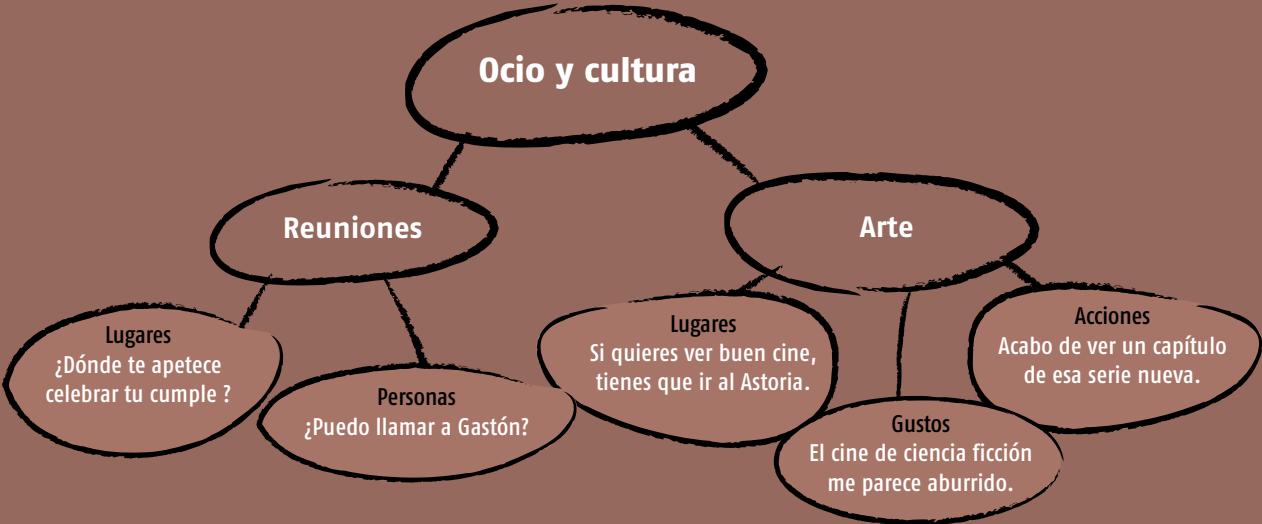 Ocio y cultura
Reuniones
Arte
Lugares
¿Dónde te apetece
celebrar tu cumple ?
Personas
¿Puedo llamar a Gastón?
Lugares
Si quieres ver buen cine,
tienes que ir al Astoria.
Gustos
El cine de ciencia ficción
me parece aburrido.
Acciones
Acabo de ver un capítulo
de esa serie nueva.